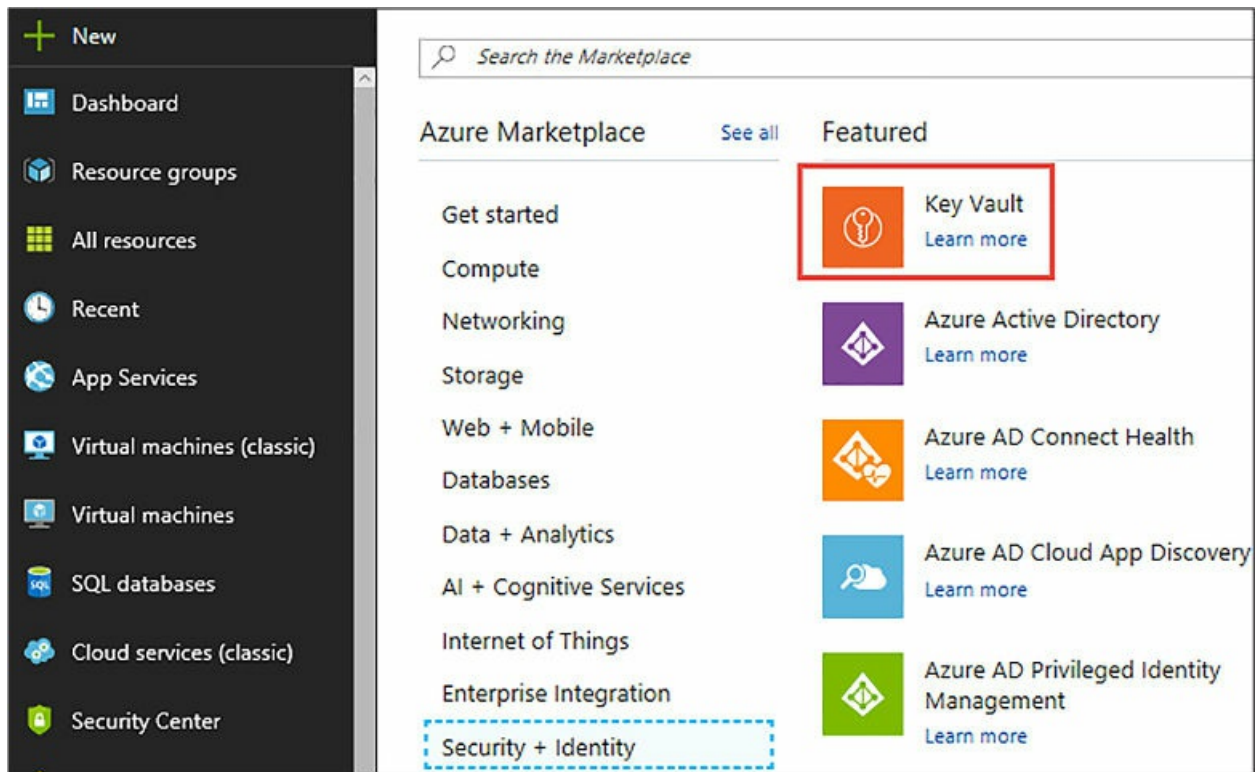 New
Dashboard
Resource groups
All resources
Recent
App Services
Virtual machines (classic)
Virtual machines
SQL
SQL databases
Cloud services (classic)
Security Center
Search the Marketplace
Azure Marketplace
See all
Get started
Compute
Networking
Storage
Web + Mobile
Databases
Data + Analytics
AI + Cognitive Services
Internet of Things
Enterprise Integration
Security + Identity
Featured
Key Vault
Learn more
Azure Active Directory
Learn more
Azure AD Connect Health
Learn more
Azure AD Cloud App Discovery
Learn more
Azure AD Privileged Identity
Management
Learn more